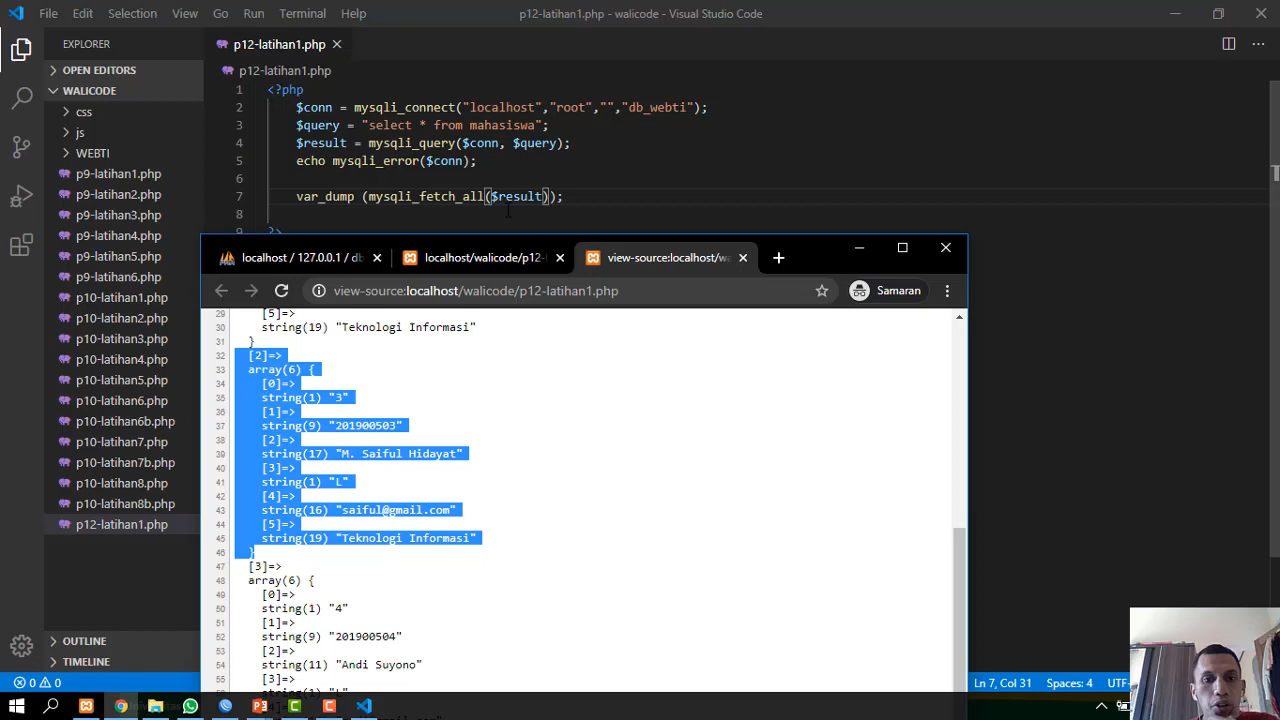 File Edit Selection View Go Run Terminal Help p12-latihan1.php - walicode - Visual Studio Code
EXPLORER
OPEN EDITORS
WALICODE
css
js
WEBTI
p9-latihan1.php
p9-latihan2.php
p9-latihan3.php
p9-latihan4.php
p9-latihan5.php
p9-latihan6.php
p10-latihan1.php
p10-latihan2.php
p10-latihan3.php
p10-latihan4.php
p10-latihan5.php
p10-latihan6.php
p10-latihan6b.php
p10-latihan7.php
p10-latihan7b.php
p10-latihan8.php
p10-latihan8b.php
p12-latihan1.php
OUTLINE
TIMELINE
p12-latihan1.php
p12-latihan1.php
1 <?php
2 $conn = mysqli_connect("localhost","root","","db_webti");
3 $query = "select * from mahasiswa";
4 $result = mysqli_query($conn, $query);
5 echo mysqli_error($conn);
6
7 var_dump (mysqli_fetch_all($result));
8
9 ?>
localhost / 127.0.0.1 / db localhost/walicode/p12- view-source:localhost/wa
view-source:localhost/walicode/p12-latihan1.php Samaran
29 [5]=>
30 string(19) "Teknologi Informasi"
31 }
32 [2]=>
33 array(6) {
34 [0]=>
35 string(1) "3"
36 [1]=>
37 string(9) "201900503"
38 [2]=>
39 string(17) "M. Saiful Hidayat"
40 [3]=>
41 string(1) "L"
42 [4]=>
43 string(16) "saiful@gmail.com"
44 [5]=>
45 string(19) "Teknologi Informasi"
46 }
47 [3]=>
48 array(6) {
49 [0]=>
50 string(1) "4"
51 [1]=>
52 string(9) "201900504"
53 [2]=>
54 string(11) "Andi Suyono"
55 [3]=>
0 0 Ln 7, Col 31 Spaces: 4 UTF-